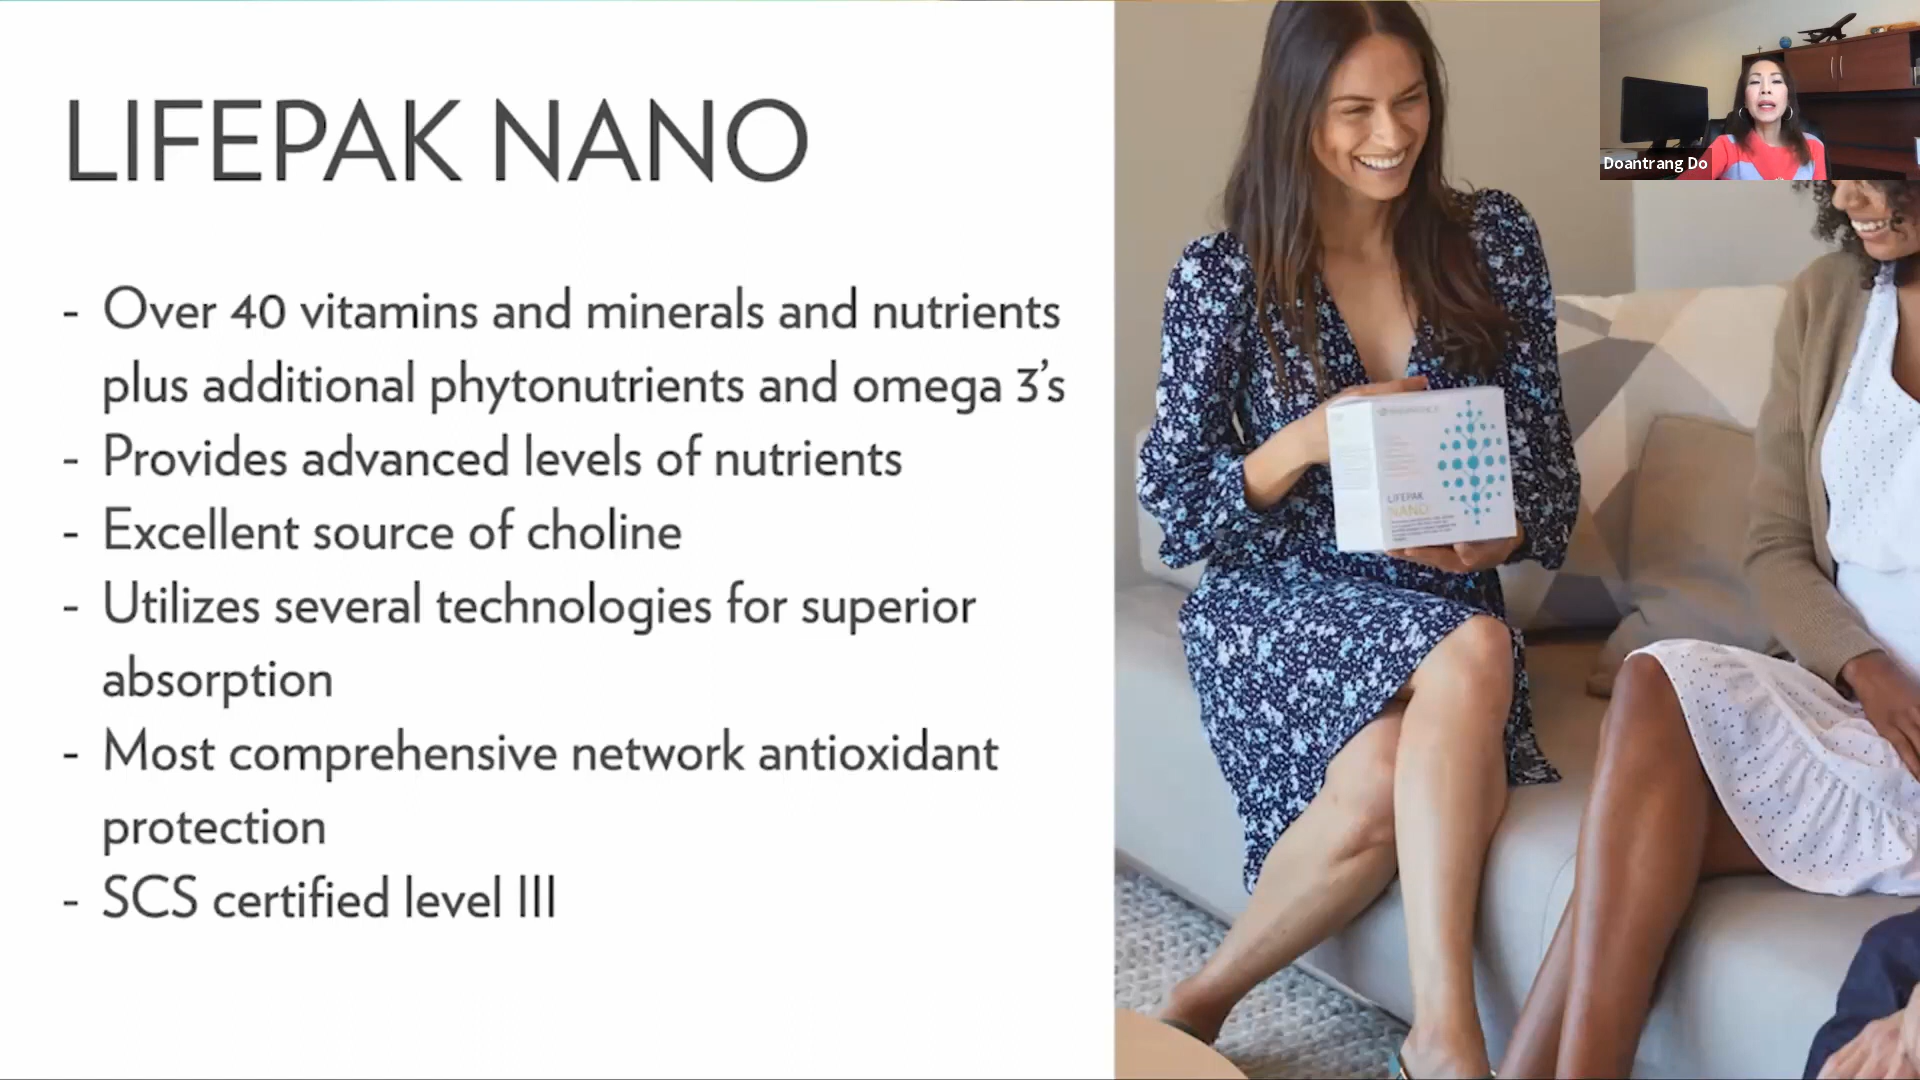 LIFEPAK NANO
- Over 40 vitamins and minerals and nutrients
plus additional phytonutrients and omega 3's
- Provides advanced levels of nutrients
- Excellent source of choline
- Utilizes several technologies for superior
absorption
- Most comprehensive network antioxidant
protection
- SCS certified level III
Doantrang Do
LIFEPAK
NANO